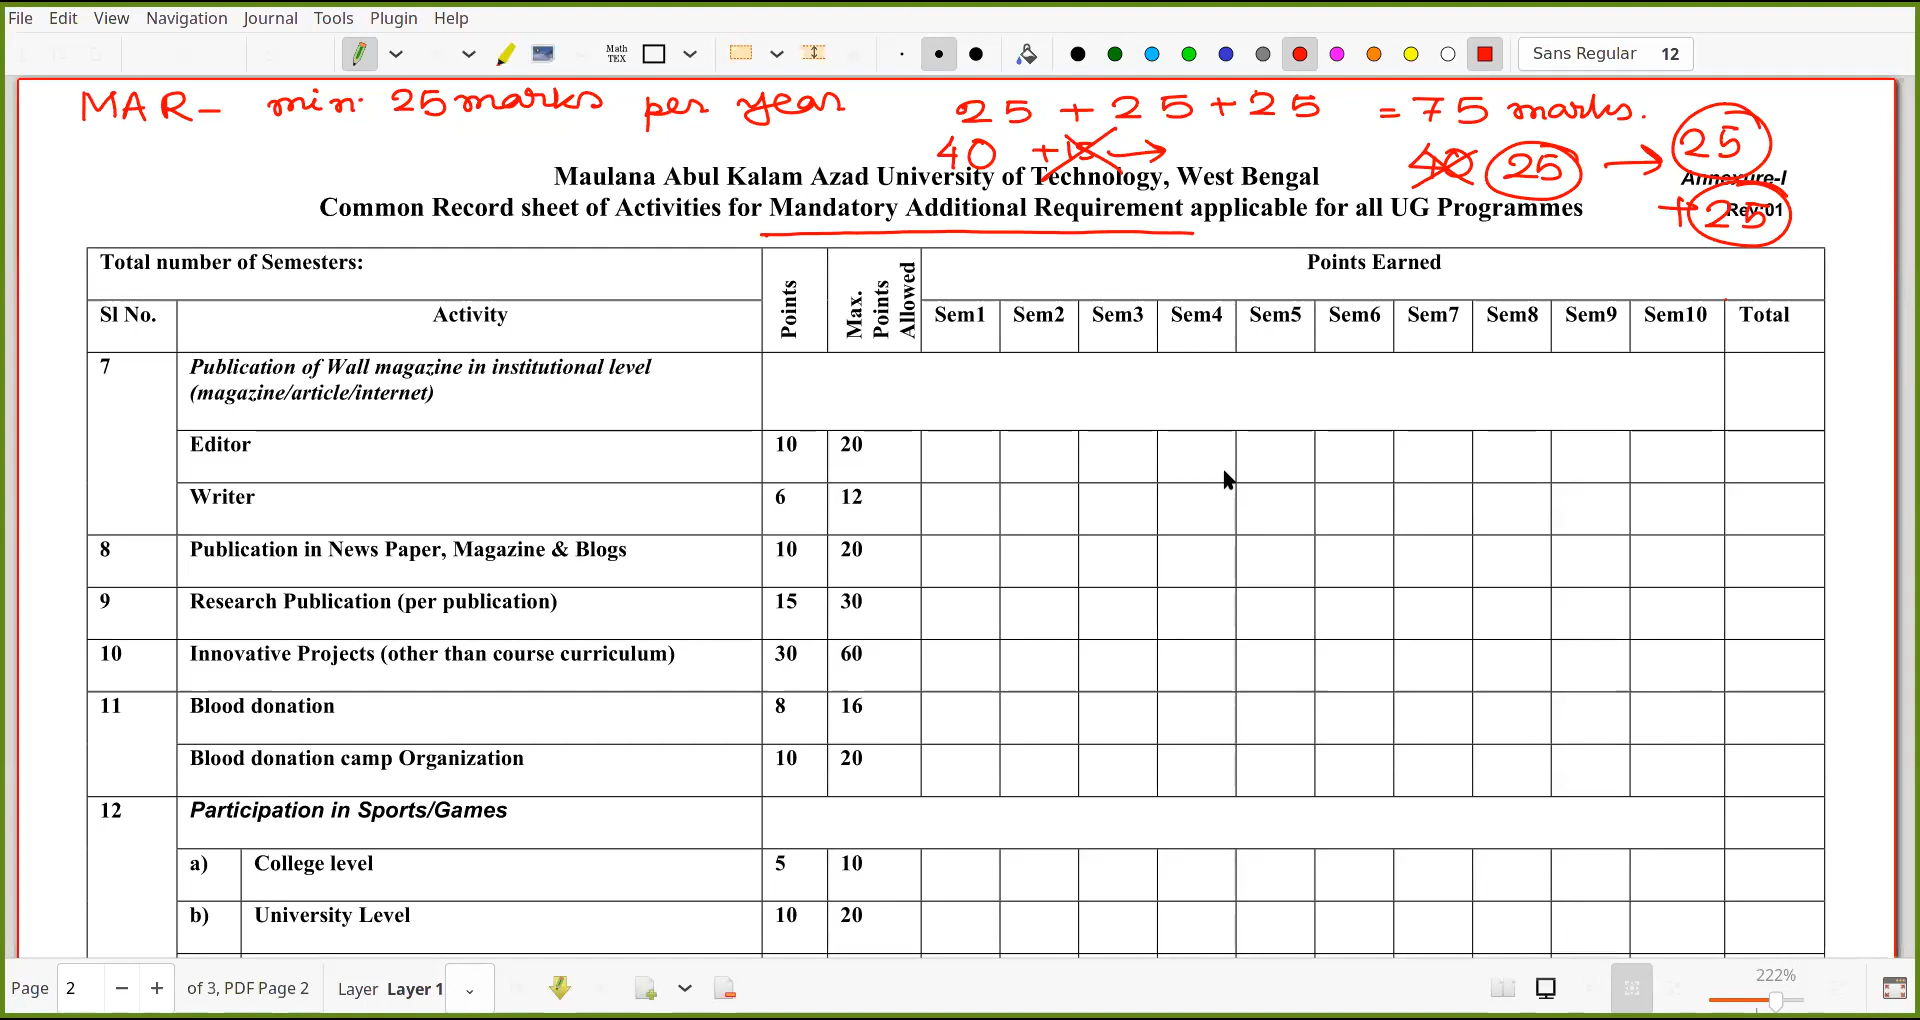 File Edit View Navigation Journal Tools Plugin Help
Math TEX
Sans Regular 12
MAR- min. 25 marks per year 25 + 25 + 25 = 75 marks.
40 + 15 → 40 25 → 25
+ 25
Maulana Abul Kalam Azad University of Technology, West Bengal
Annexure-I
Common Record sheet of Activities for Mandatory Additional Requirement applicable for all UG Programmes
Rev:01
Total number of Semesters: Points Max. Points Allowed Points Earned
Sl No. Activity Sem1 Sem2 Sem3 Sem4 Sem5 Sem6 Sem7 Sem8 Sem9 Sem10 Total
7 Publication of Wall magazine in institutional level
(magazine/article/internet)
Editor 10 20
Writer 6 12
8 Publication in News Paper, Magazine & Blogs 10 20
9 Research Publication (per publication) 15 30
10 Innovative Projects (other than course curriculum) 30 60
11 Blood donation 8 16
Blood donation camp Organization 10 20
12 Participation in Sports/Games
a) College level 5 10
b) University Level 10 20
Page 2 of 3, PDF Page 2 Layer Layer 1 222%